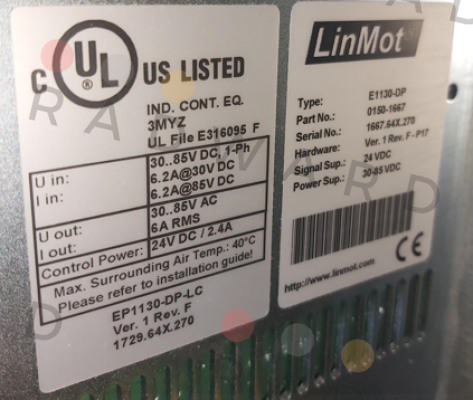 C UL ® US LISTED
IND. CONT. EQ.
3MYZ
UL File E316095 F
U in: 30..85V DC, 1-Ph
I in: 6.2A@30V DC
6.2A@85V DC
U out: 30..85V AC
I out: 6A RMS
Control Power: 24V DC / 2.4A
Max. Surrounding Air Temp.: 40°C
Please refer to installation guide!
EP1130-DP-LC
Ver. 1 Rev. F
1729.64X.270
LinMot®
Type: E1130-DP
Part No.: 0150-1667
Serial No.: 1667.64X.270
Hardware: Ver. 1 Rev. F - P17
Signal Sup.: 24 VDC
Power Sup.: 30-85 VDC
CE
http://www.linmot.com